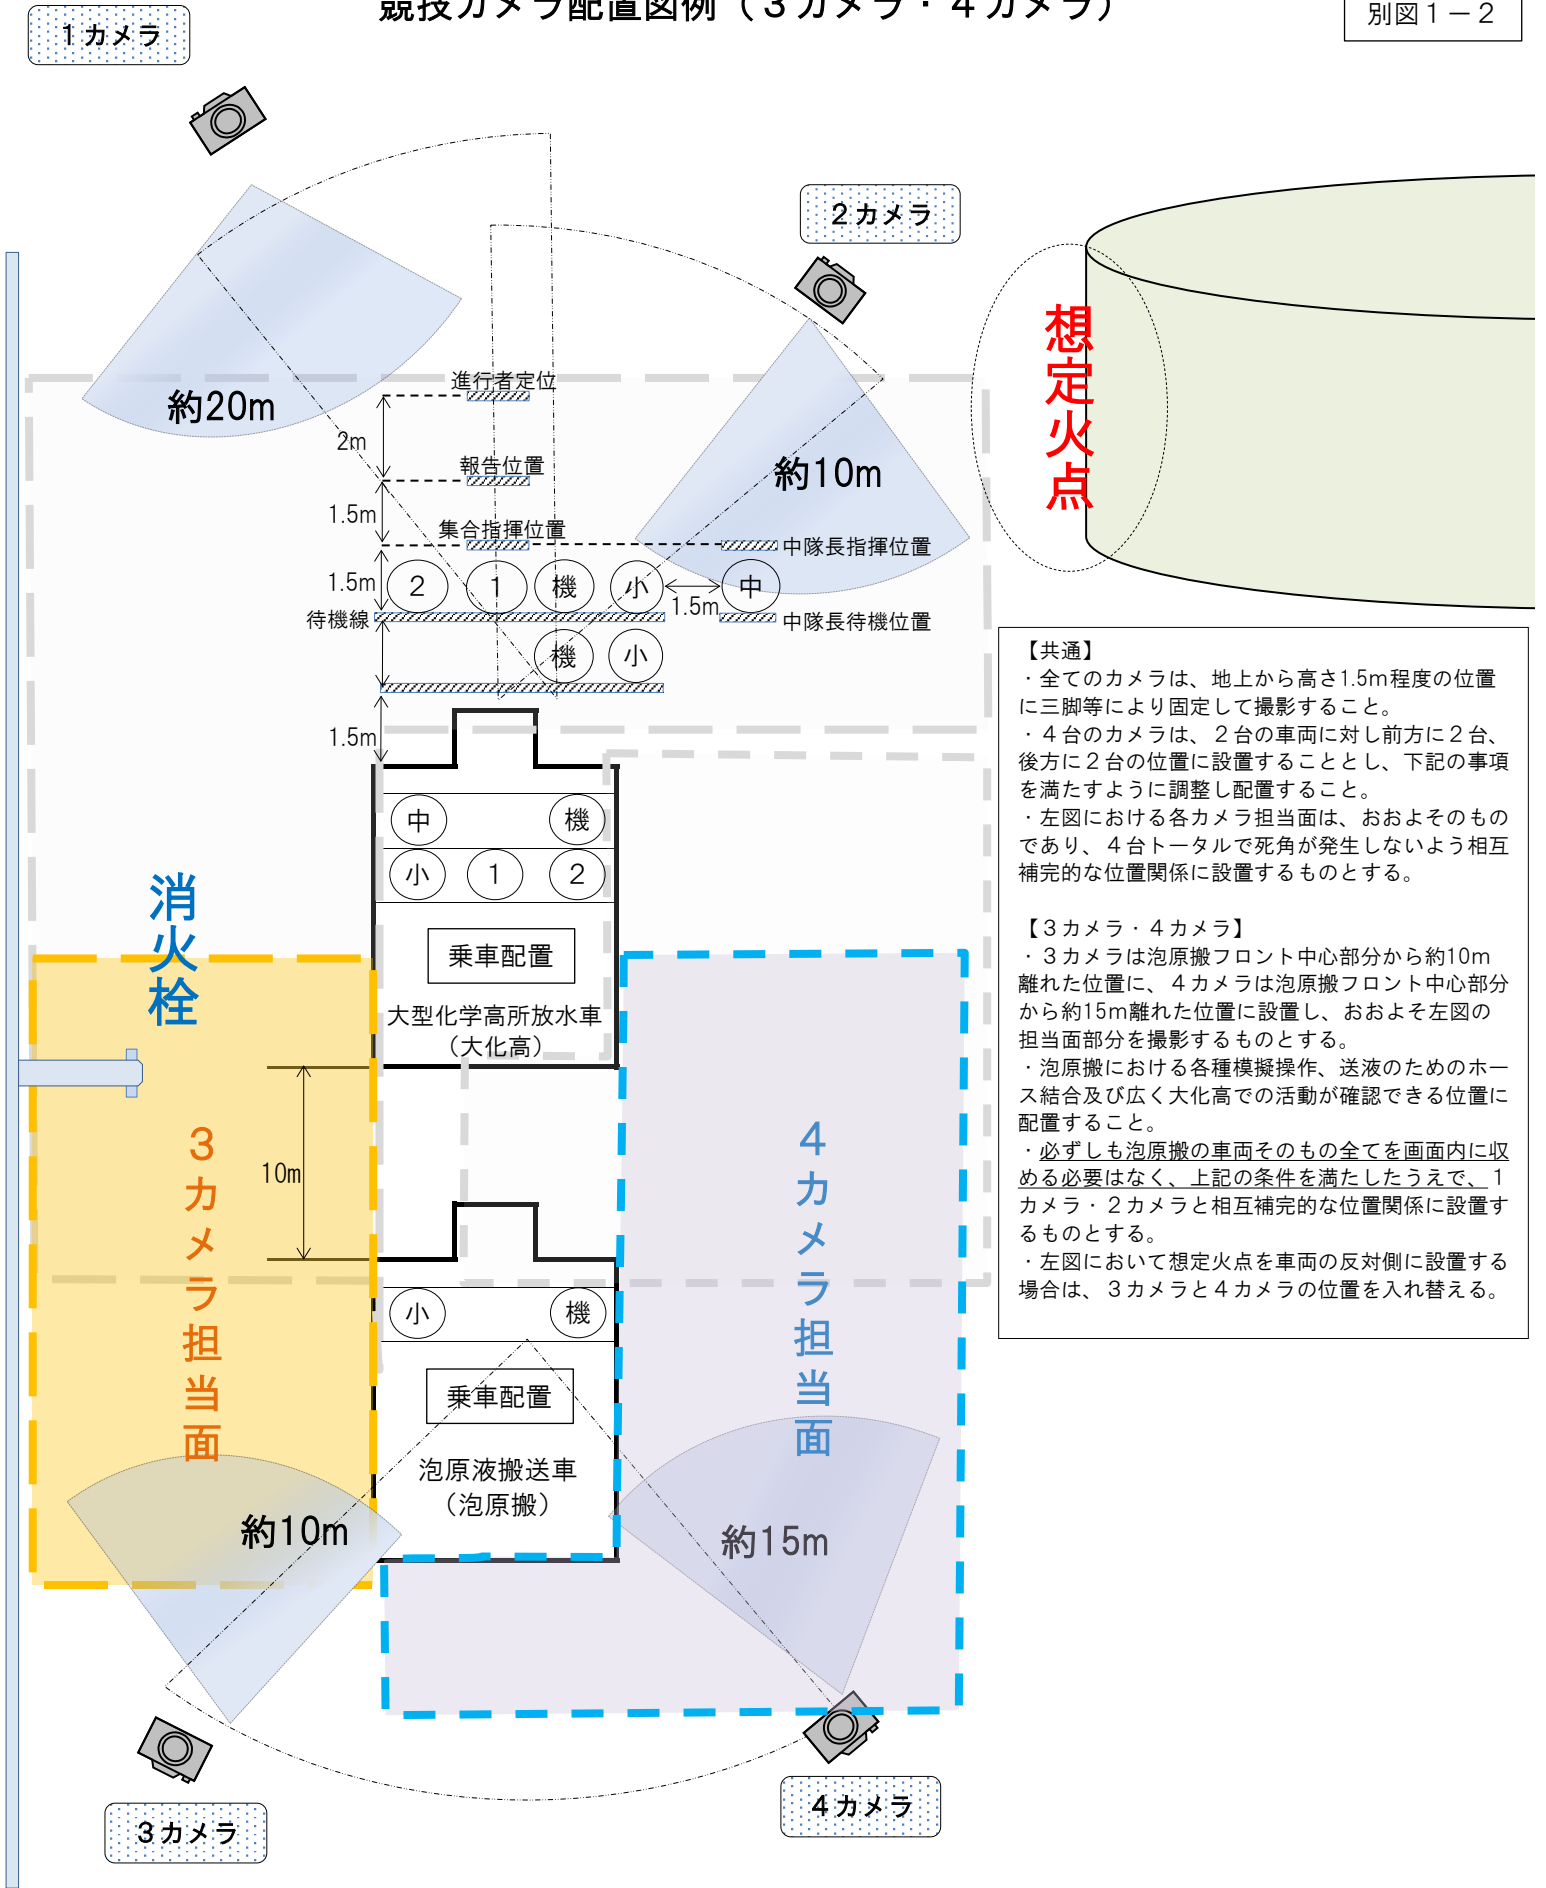 競技カメラ配置図例（３カメラ・４カメラ）
別図１－２
１カメラ
２カメラ
想定火点
約20m
約10m
進行者定位
2m
報告位置
1.5m
集合指揮位置
中隊長指揮位置
1.5m
２
１
機
小
1.5m
中
待機線
中隊長待機位置
機
小
1.5m
中
機
小
１
２
乗車配置
大型化学高所放水車
（大化高）
消火栓
10m
３カメラ担当面
４カメラ担当面
小
機
乗車配置
泡原液搬送車
（泡原搬）
約10m
約15m
３カメラ
４カメラ
【共通】
・全てのカメラは、地上から高さ1.5ｍ程度の位置
に三脚等により固定して撮影すること。
・４台のカメラは、２台の車両に対し前方に２台、
後方に２台の位置に設置することとし、下記の事項
を満たすように調整し配置すること。
・左図における各カメラ担当面は、おおよそのもの
であり、４台トータルで死角が発生しないよう相互
補完的な位置関係に設置するものとする。
【３カメラ・４カメラ】
・３カメラは泡原搬フロント中心部分から約10ｍ
離れた位置に、４カメラは泡原搬フロント中心部分
から約15ｍ離れた位置に設置し、おおよそ左図の
担当面部分を撮影するものとする。
・泡原搬における各種模擬操作、送液のためのホー
ス結合及び広く大化高での活動が確認できる位置に
配置すること。
・必ずしも泡原搬の車両そのもの全てを画面内に収
める必要はなく、上記の条件を満たしたうえで、１
カメラ・２カメラと相互補完的な位置関係に設置す
るものとする。
・左図において想定火点を車両の反対側に設置する
場合は、３カメラと４カメラの位置を入れ替える。